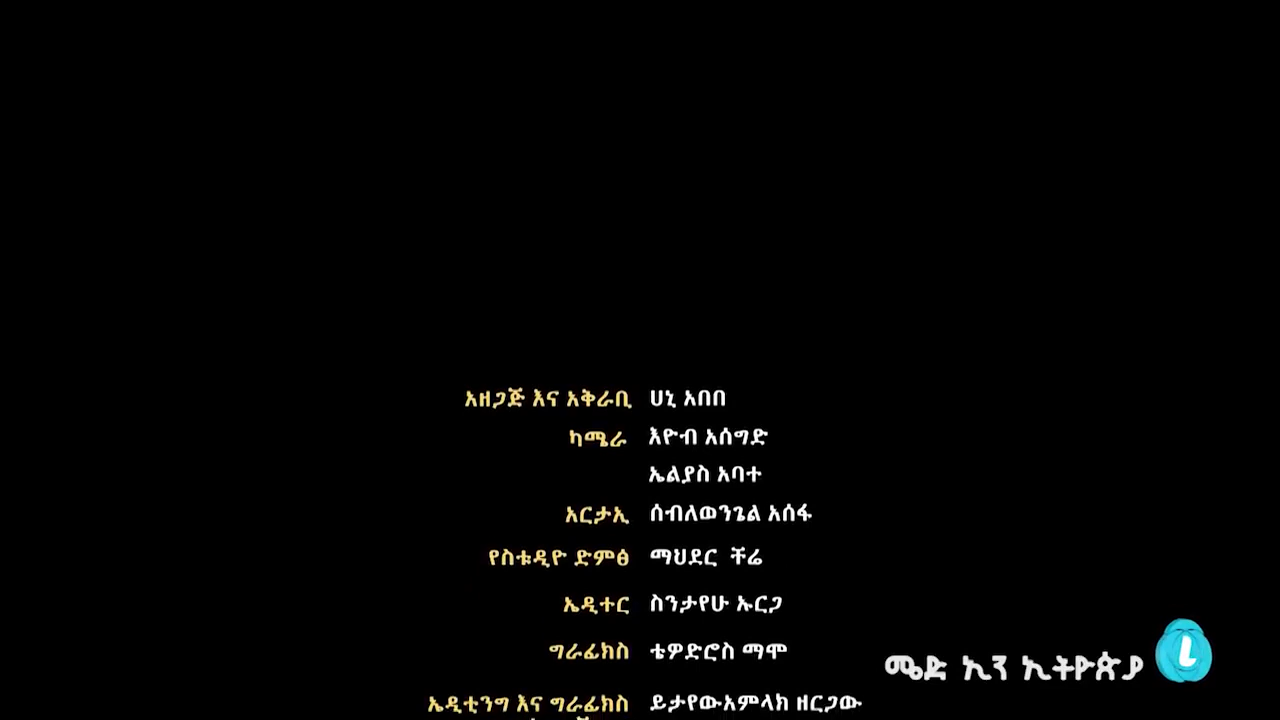 አዘጋጅ እና አቅራቢ ሀኒ አበበ
ካሜራ እዮብ አሰግድ
ኤልያስ አባተ
አርታኢ ሰብለወንጌል አሰፋ
የስቱዲዮ ድምፅ ማህደር ቸሬ
ኤዲተር ስንታየሁ ኡርጋ
ግራፊክስ ቴዎድሮስ ማሞ
ሜድ ኢን ኢትዮጵያ L
ኤዲቲንግ እና ግራፊክስ ይታየውአምላክ ዘርጋው